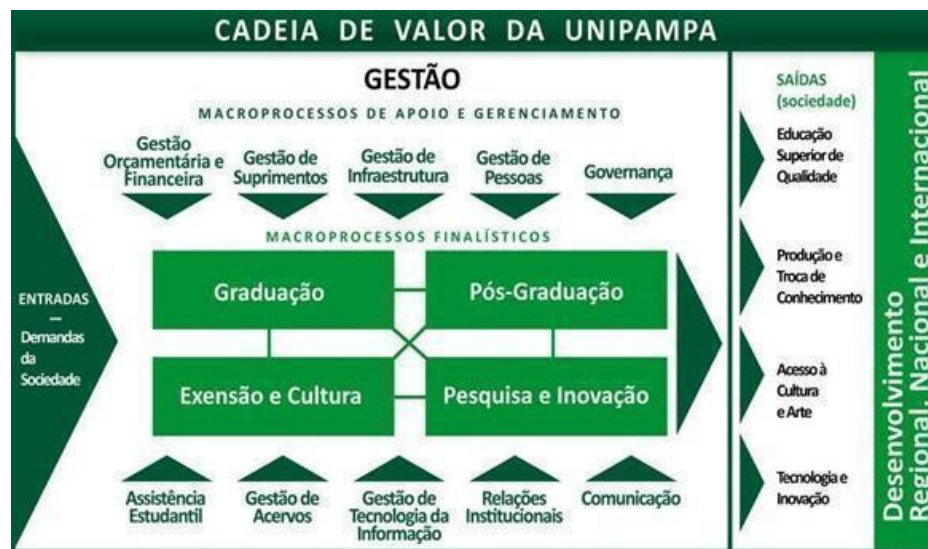 CADEIA DE VALOR DA UNIPAMPA
GESTÃO
MACROPROCESSOS DE APOIO E GERENCIAMENTO
Gestão
Orçamentária e
Financeira
Gestão de
Suprimentos
Gestão de
Infraestrutura
Gestão de
Pessoas
Governança
MACROPROCESSOS FINALÍSTICOS
ENTRADAS
—
Demandas
da
Sociedade
Graduação
Pós-Graduação
Exensão e Cultura
Pesquisa e Inovação
Assistência
Estudantil
Gestão de
Acervos
Gestão de
Tecnologia da
Informação
Relações
Institucionais
Comunicação
SAÍDAS
(sociedade)
Educação
Superior de
Qualidade
Produção e
Troca de
Conhecimento
Acesso à
Cultura
e Arte
Tecnologia e
Inovação
Desenvolvimento
Regional, Nacional e Internacional